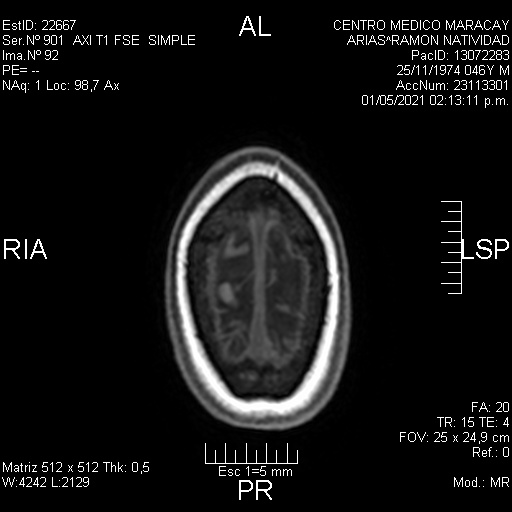 EstID: 22667
Ser.Nº 901 AXI T1 FSE SIMPLE
Ima.Nº 92
PE= --
NAq: 1 Loc: 98,7 Ax
AL
CENTRO MEDICO MARACAY
ARIAS^RAMON NATIVIDAD
PacID: 13072283
25/11/1974 046Y M
AccNum: 23113301
01/05/2021 02:13:11 p.m.
RIA
LSP
FA: 20
TR: 15 TE: 4
FOV: 25 x 24,9 cm
Ref.: 0
Mod.: MR
Matriz 512 x 512 Thk: 0,5
W:4242 L:2129
Esc 1=5 mm
PR